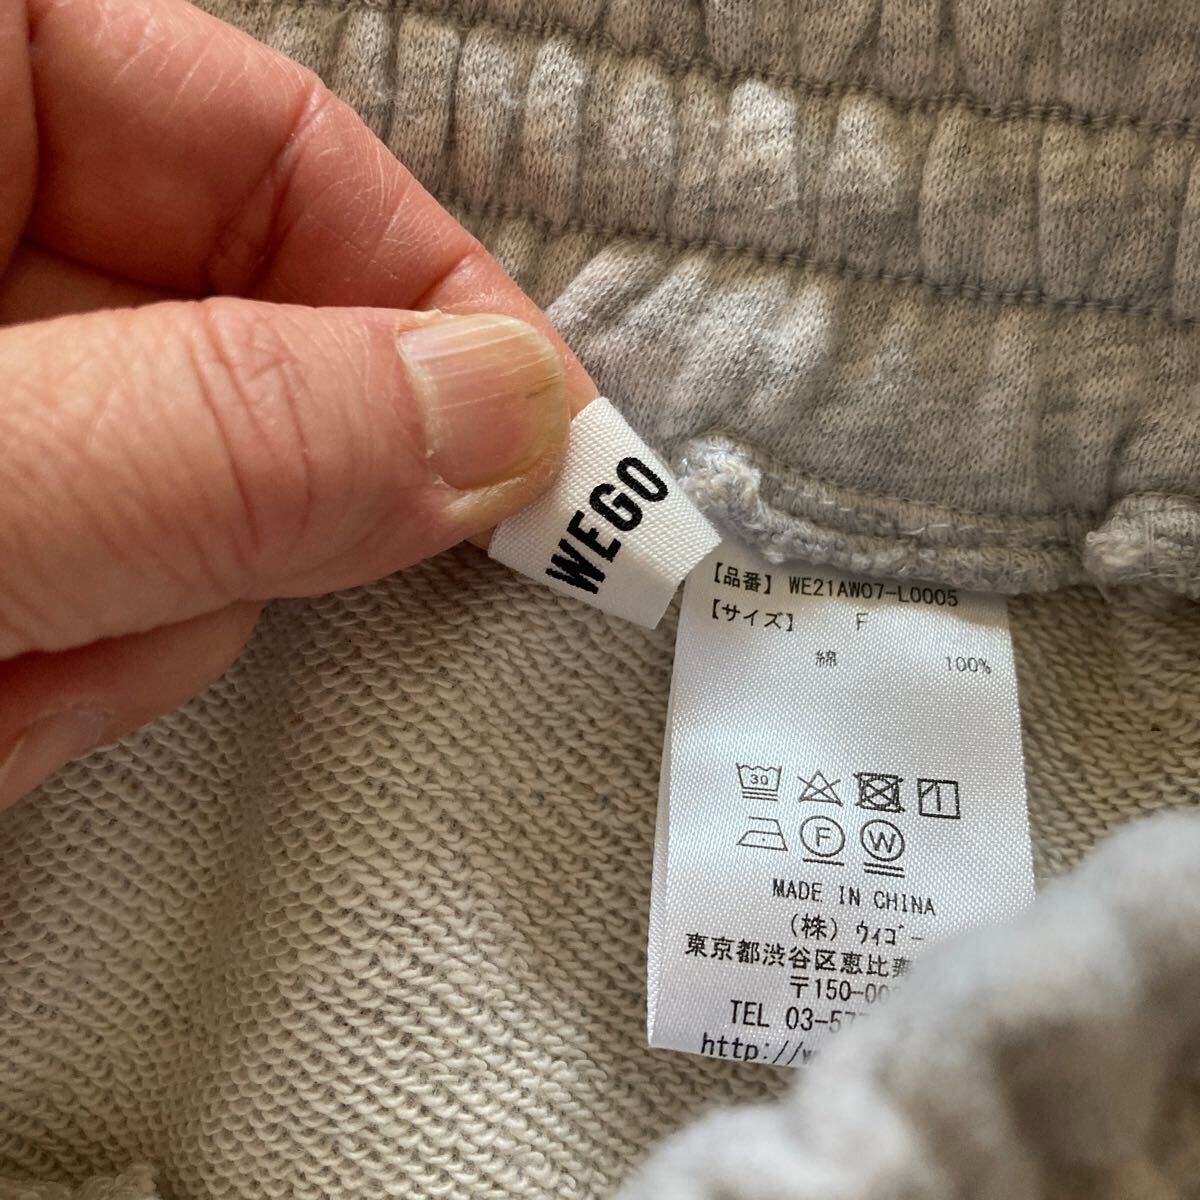 WEGO
【品番】 WE21AW07-L0005
【サイズ】 F
綿 100%
30
F W
MADE IN CHINA
(株) ウィゴー
東京都渋谷区恵比寿
〒150-00
TEL 03-57
http://w